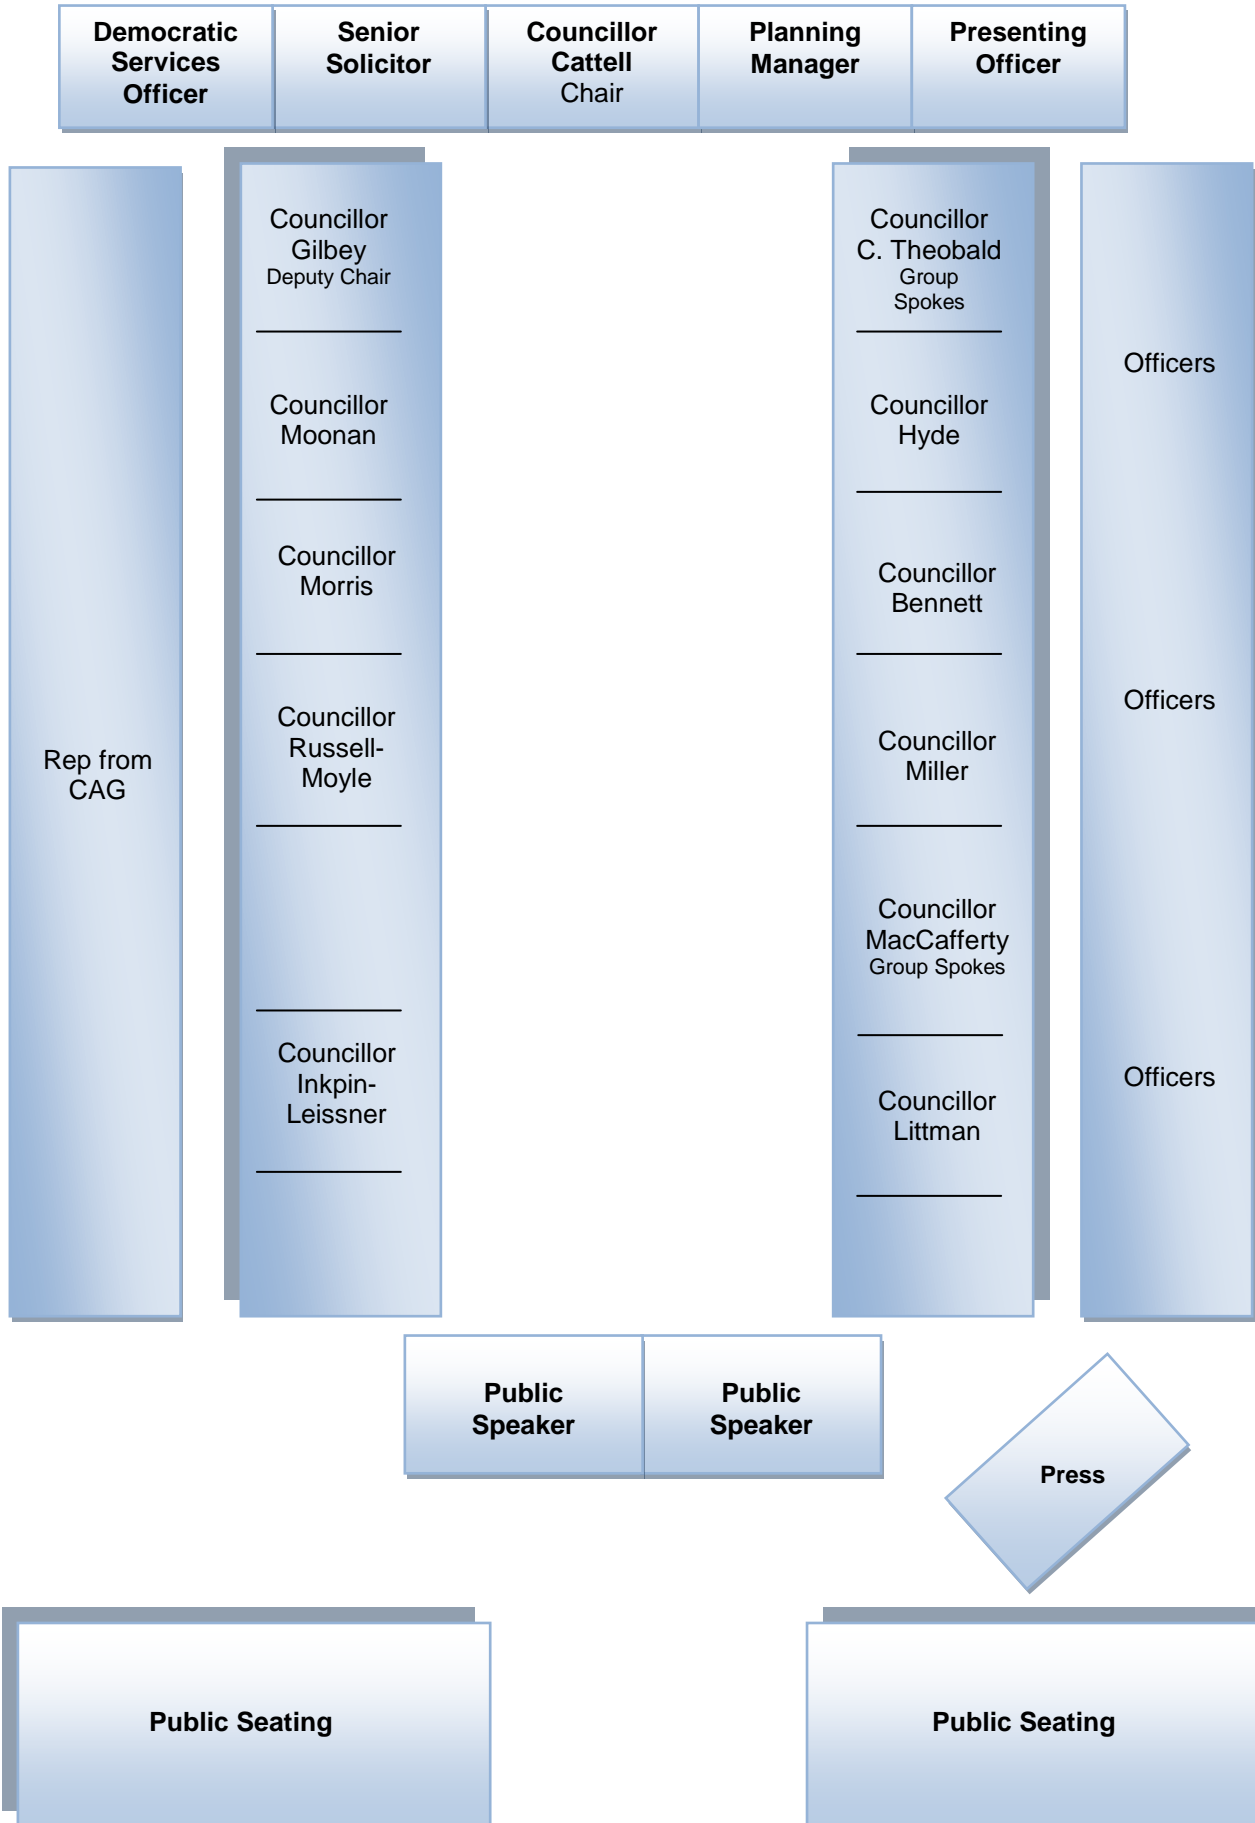 Democratic
Services
Officer
Senior
Solicitor
Councillor
Cattell
Chair
Planning
Manager
Presenting
Officer
Rep from
CAG
Councillor
Gilbey
Deputy Chair
Councillor
Moonan
Councillor
Morris
Councillor
Russell-
Moyle
Councillor
Inkpin-
Leissner
Councillor
C. Theobald
Group
Spokes
Councillor
Hyde
Councillor
Bennett
Councillor
Miller
Councillor
MacCafferty
Group Spokes
Councillor
Littman
Officers
Officers
Officers
Public
Speaker
Public
Speaker
Press
Public Seating
Public Seating